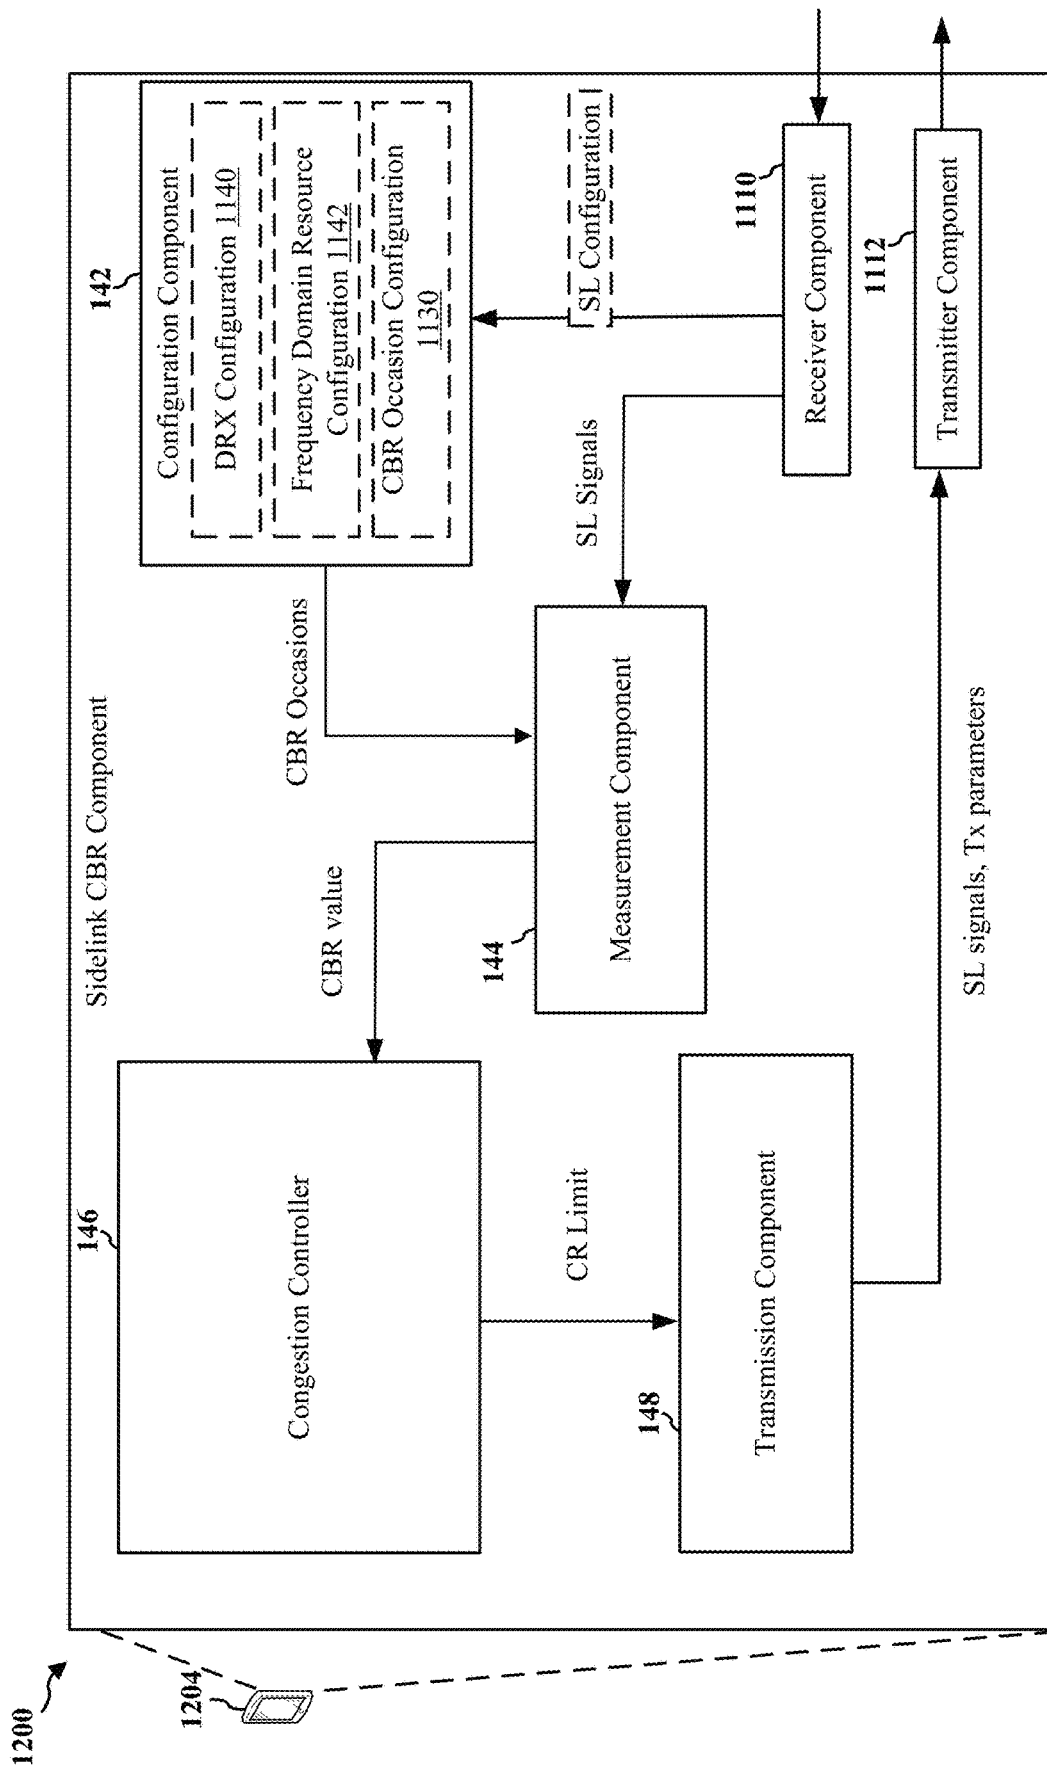 1200
1204
Sidelink CBR Component
146
Congestion Controller
CBR value
CBR Occasions
142
Configuration Component
DRX Configuration 1140
Frequency Domain Resource
Configuration 1142
CBR Occasion Configuration
1130
CR Limit
144
Measurement Component
SL Signals
SL Configuration
148
Transmission Component
1110
Receiver Component
SL signals, Tx parameters
1112
Transmitter Component